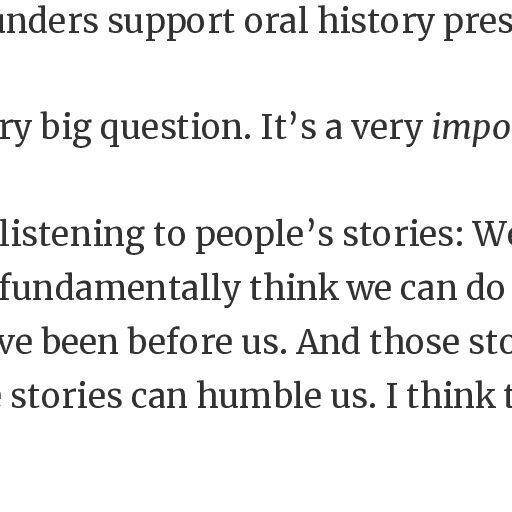 unders support oral history pres
ry big question. It’s a very impo
listening to people’s stories: We
fundamentally think we can do
ve been before us. And those sto
e stories can humble us. I think t